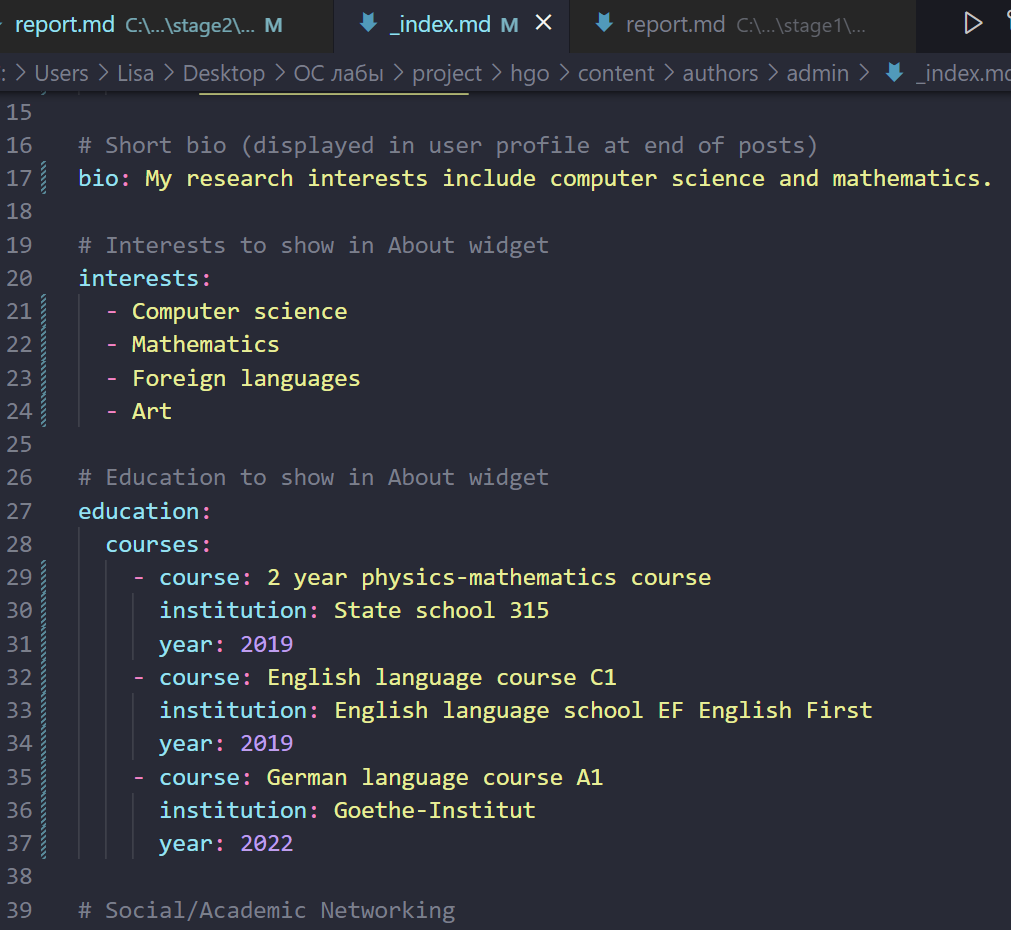 report.md C:\...\stage2\... M _index.md M × report.md C:\...\stage1\...
: > Users > Lisa > Desktop > ОС лабы > project > hgo > content > authors > admin > _index.md
15
16 # Short bio (displayed in user profile at end of posts)
17 bio: My research interests include computer science and mathematics.
18
19 # Interests to show in About widget
20 interests:
21 - Computer science
22 - Mathematics
23 - Foreign languages
24 - Art
25
26 # Education to show in About widget
27 education:
28 courses:
29 - course: 2 year physics-mathematics course
30 institution: State school 315
31 year: 2019
32 - course: English language course C1
33 institution: English language school EF English First
34 year: 2019
35 - course: German language course A1
36 institution: Goethe-Institut
37 year: 2022
38
39 # Social/Academic Networking